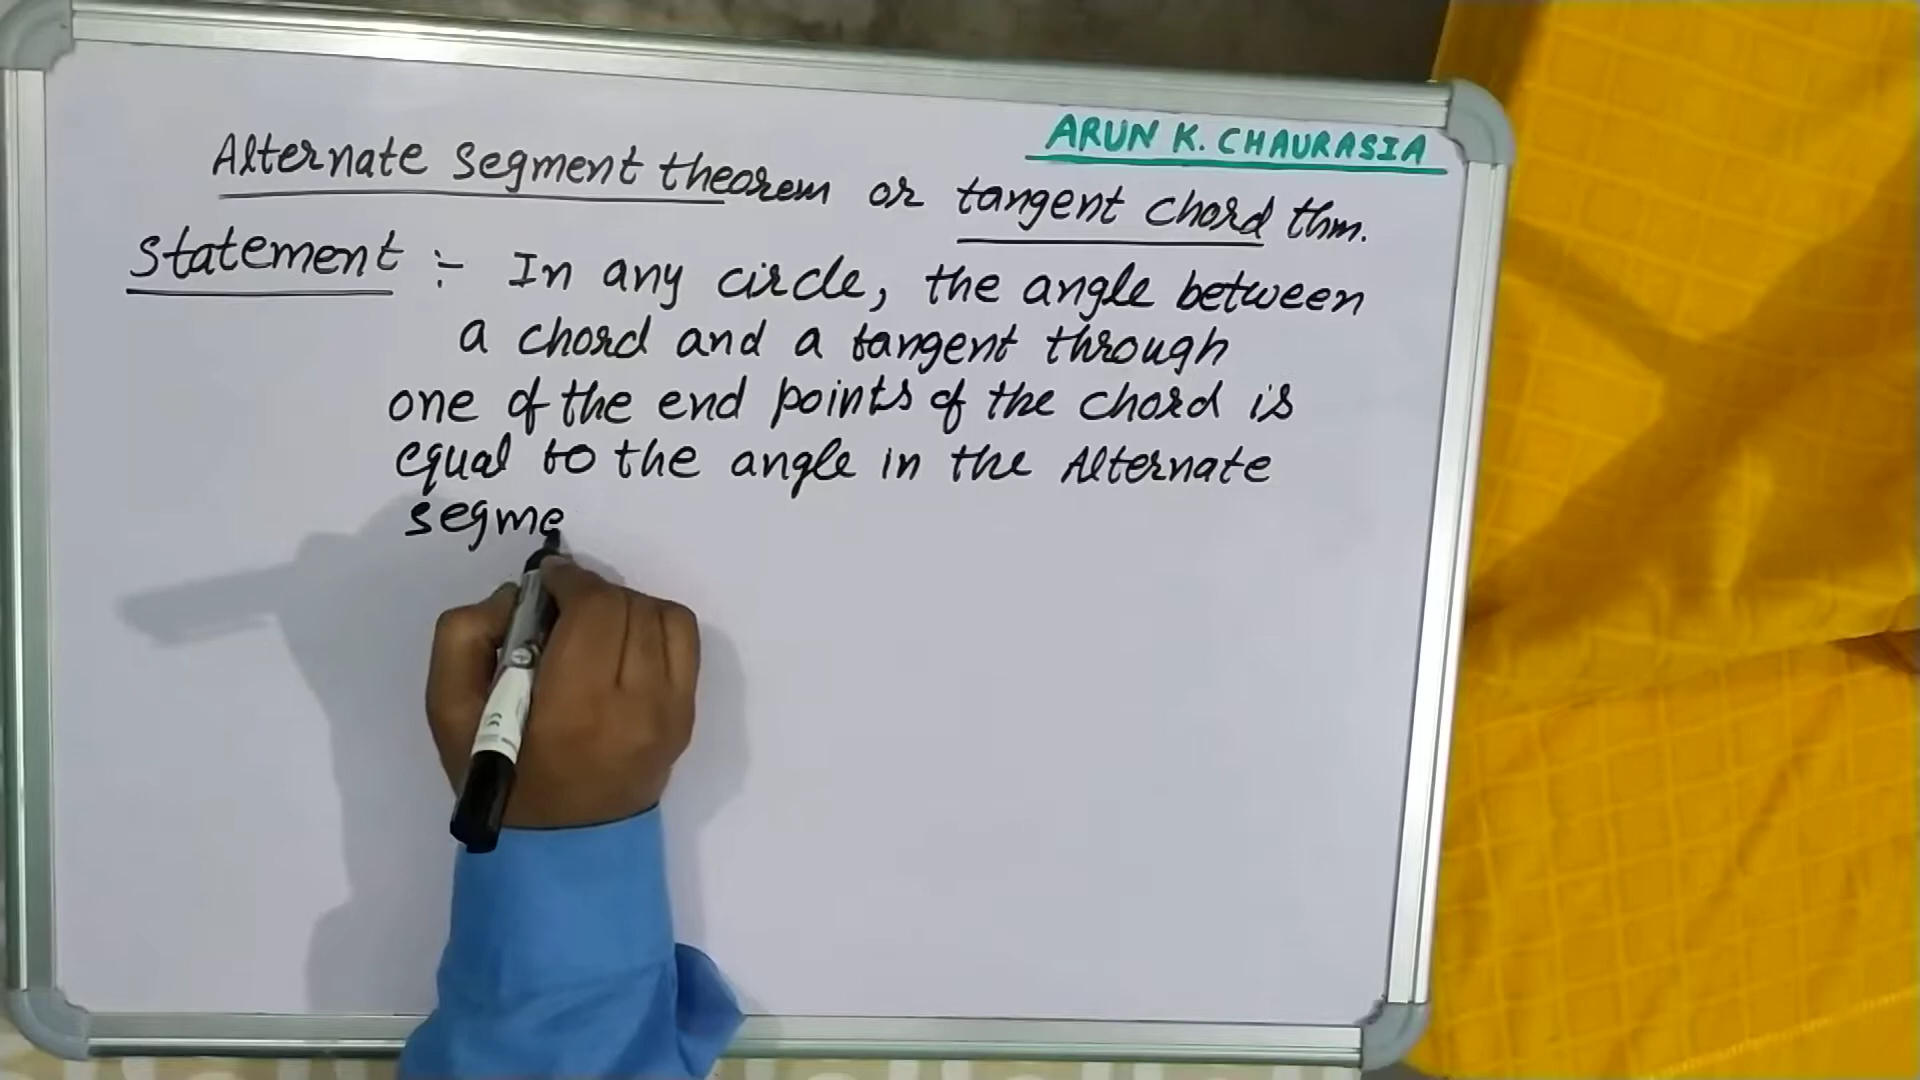 ARUN K. CHAURASIA
Alternate segment theorem or tangent chord thm.
Statement :- In any circle, the angle between
a chord and a tangent through
one of the end points of the chord is
equal to the angle in the Alternate
segme